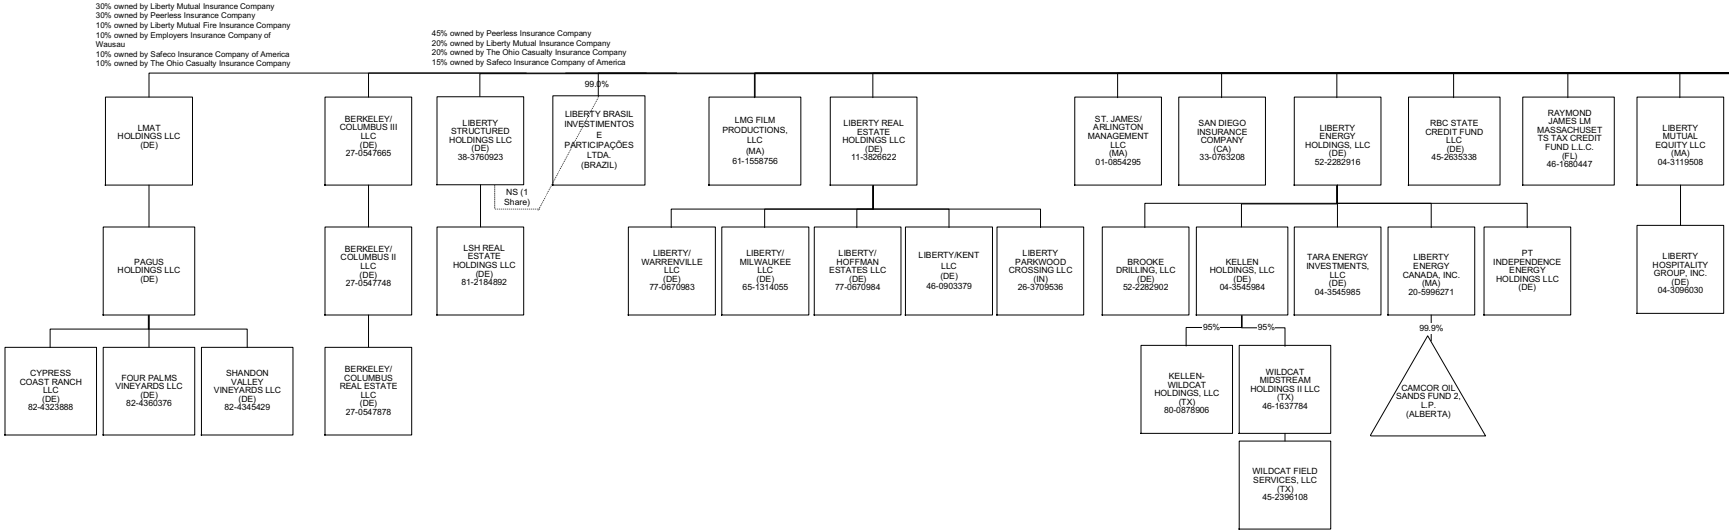 30% owned by Liberty Mutual Insurance Company
30% owned by Peerless Insurance Company
10% owned by Liberty Mutual Fire Insurance Company
10% owned by Employers Insurance Company of
Wausau
10% owned by Safeco Insurance Company of America
10% owned by The Ohio Casualty Insurance Company
45% owned by Peerless Insurance Company
20% owned by Liberty Mutual Insurance Company
20% owned by The Ohio Casualty Insurance Company
15% owned by Safeco Insurance Company of America
99.0%
LMAT
HOLDINGS LLC
(DE)
BERKELEY/
COLUMBUS III
LLC
(DE)
27-0547665
LIBERTY
STRUCTURED
HOLDINGS LLC
(DE)
38-3760923
LIBERTY BRASIL
INVESTIMENTOS
E
PARTICIPAÇÕES
LTDA.
(BRAZIL)
LMG FILM
PRODUCTIONS,
LLC
(MA)
61-1558756
LIBERTY REAL
ESTATE
HOLDINGS LLC
(DE)
11-3826622
ST. JAMES/
ARLINGTON
MANAGEMENT
LLC
(MA)
01-0854295
SAN DIEGO
INSURANCE
COMPANY
(CA)
33-0763208
LIBERTY
ENERGY
HOLDINGS, LLC
(DE)
52-2282916
RBC STATE
CREDIT FUND
LLC
(DE)
45-2635338
RAYMOND
JAMES LM
MASSACHUSET
TS TAX CREDIT
FUND L.L.C.
(FL)
46-1680447
LIBERTY
MUTUAL
EQUITY LLC
(MA)
04-3119508
NS (1
Share)
PAGUS
HOLDINGS LLC
(DE)
BERKELEY/
COLUMBUS II
LLC
(DE)
27-0547748
LSH REAL
ESTATE
HOLDINGS LLC
(DE)
81-2184892
LIBERTY/
WARRENVILLE
LLC
(DE)
77-0670983
LIBERTY/
MILWAUKEE
LLC
(DE)
65-1314055
LIBERTY/
HOFFMAN
ESTATES LLC
(DE)
77-0670984
LIBERTY/KENT
LLC
(DE)
46-0903379
LIBERTY
PARKWOOD
CROSSING LLC
(IN)
26-3709536
BROOKE
DRILLING, LLC
(DE)
52-2282902
KELLEN
HOLDINGS, LLC
(DE)
04-3545984
TARA ENERGY
INVESTMENTS,
LLC
(DE)
04-3545985
LIBERTY
ENERGY
CANADA, INC.
(MA)
20-5996271
PT
INDEPENDENCE
ENERGY
HOLDINGS LLC
(DE)
LIBERTY
HOSPITALITY
GROUP, INC.
(DE)
04-3096030
95%
95%
99.9%
CYPRESS
COAST RANCH
LLC
(DE)
82-4323888
FOUR PALMS
VINEYARDS LLC
(DE)
82-4360376
SHANDON
VALLEY
VINEYARDS LLC
(DE)
82-4345429
BERKELEY/
COLUMBUS
REAL ESTATE
LLC
(DE)
27-0547878
KELLEN-
WILDCAT
HOLDINGS, LLC
(TX)
80-0878906
WILDCAT
MIDSTREAM
HOLDINGS II LLC
(TX)
46-1637784
CAMCOR OIL
SANDS FUND 2,
L.P.
(ALBERTA)
WILDCAT FIELD
SERVICES, LLC
(TX)
45-2396108